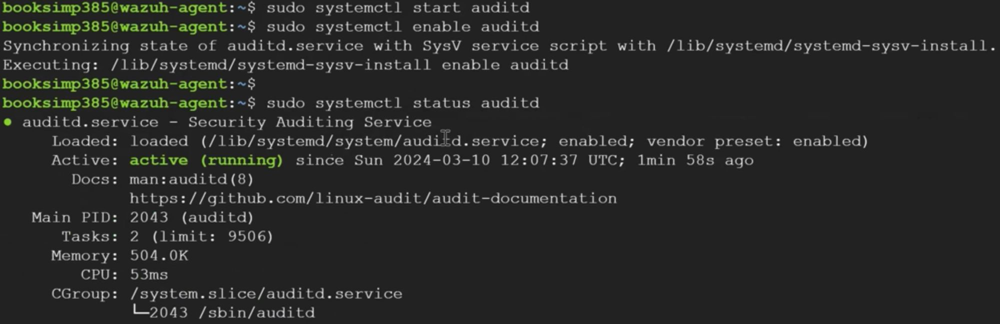 booksimp385@wazuh-agent:~$ sudo systemctl start auditd
booksimp385@wazuh-agent:~$ sudo systemctl enable auditd
Synchronizing state of auditd.service with SysV service script with /lib/systemd/systemd-sysv-install.
Executing: /lib/systemd/systemd-sysv-install enable auditd
booksimp385@wazuh-agent:~$
booksimp385@wazuh-agent:~$ sudo systemctl status auditd
● auditd.service - Security Auditing Service
     Loaded: loaded (/lib/systemd/system/auditd.service; enabled; vendor preset: enabled)
     Active: active (running) since Sun 2024-03-10 12:07:37 UTC; 1min 58s ago
       Docs: man:auditd(8)
             https://github.com/linux-audit/audit-documentation
   Main PID: 2043 (auditd)
      Tasks: 2 (limit: 9506)
     Memory: 504.0K
        CPU: 53ms
     CGroup: /system.slice/auditd.service
             └─2043 /sbin/auditd